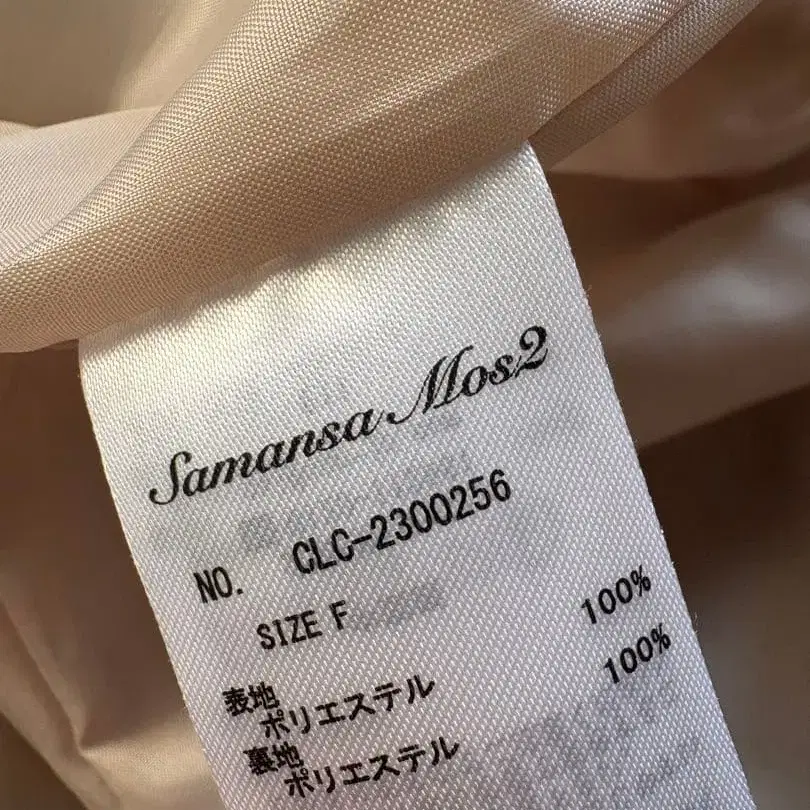 Samansa Mos2
NO. CLC-2300256
SIZE F
表地
ポリエステル 100%
裏地
ポリエステル 100%